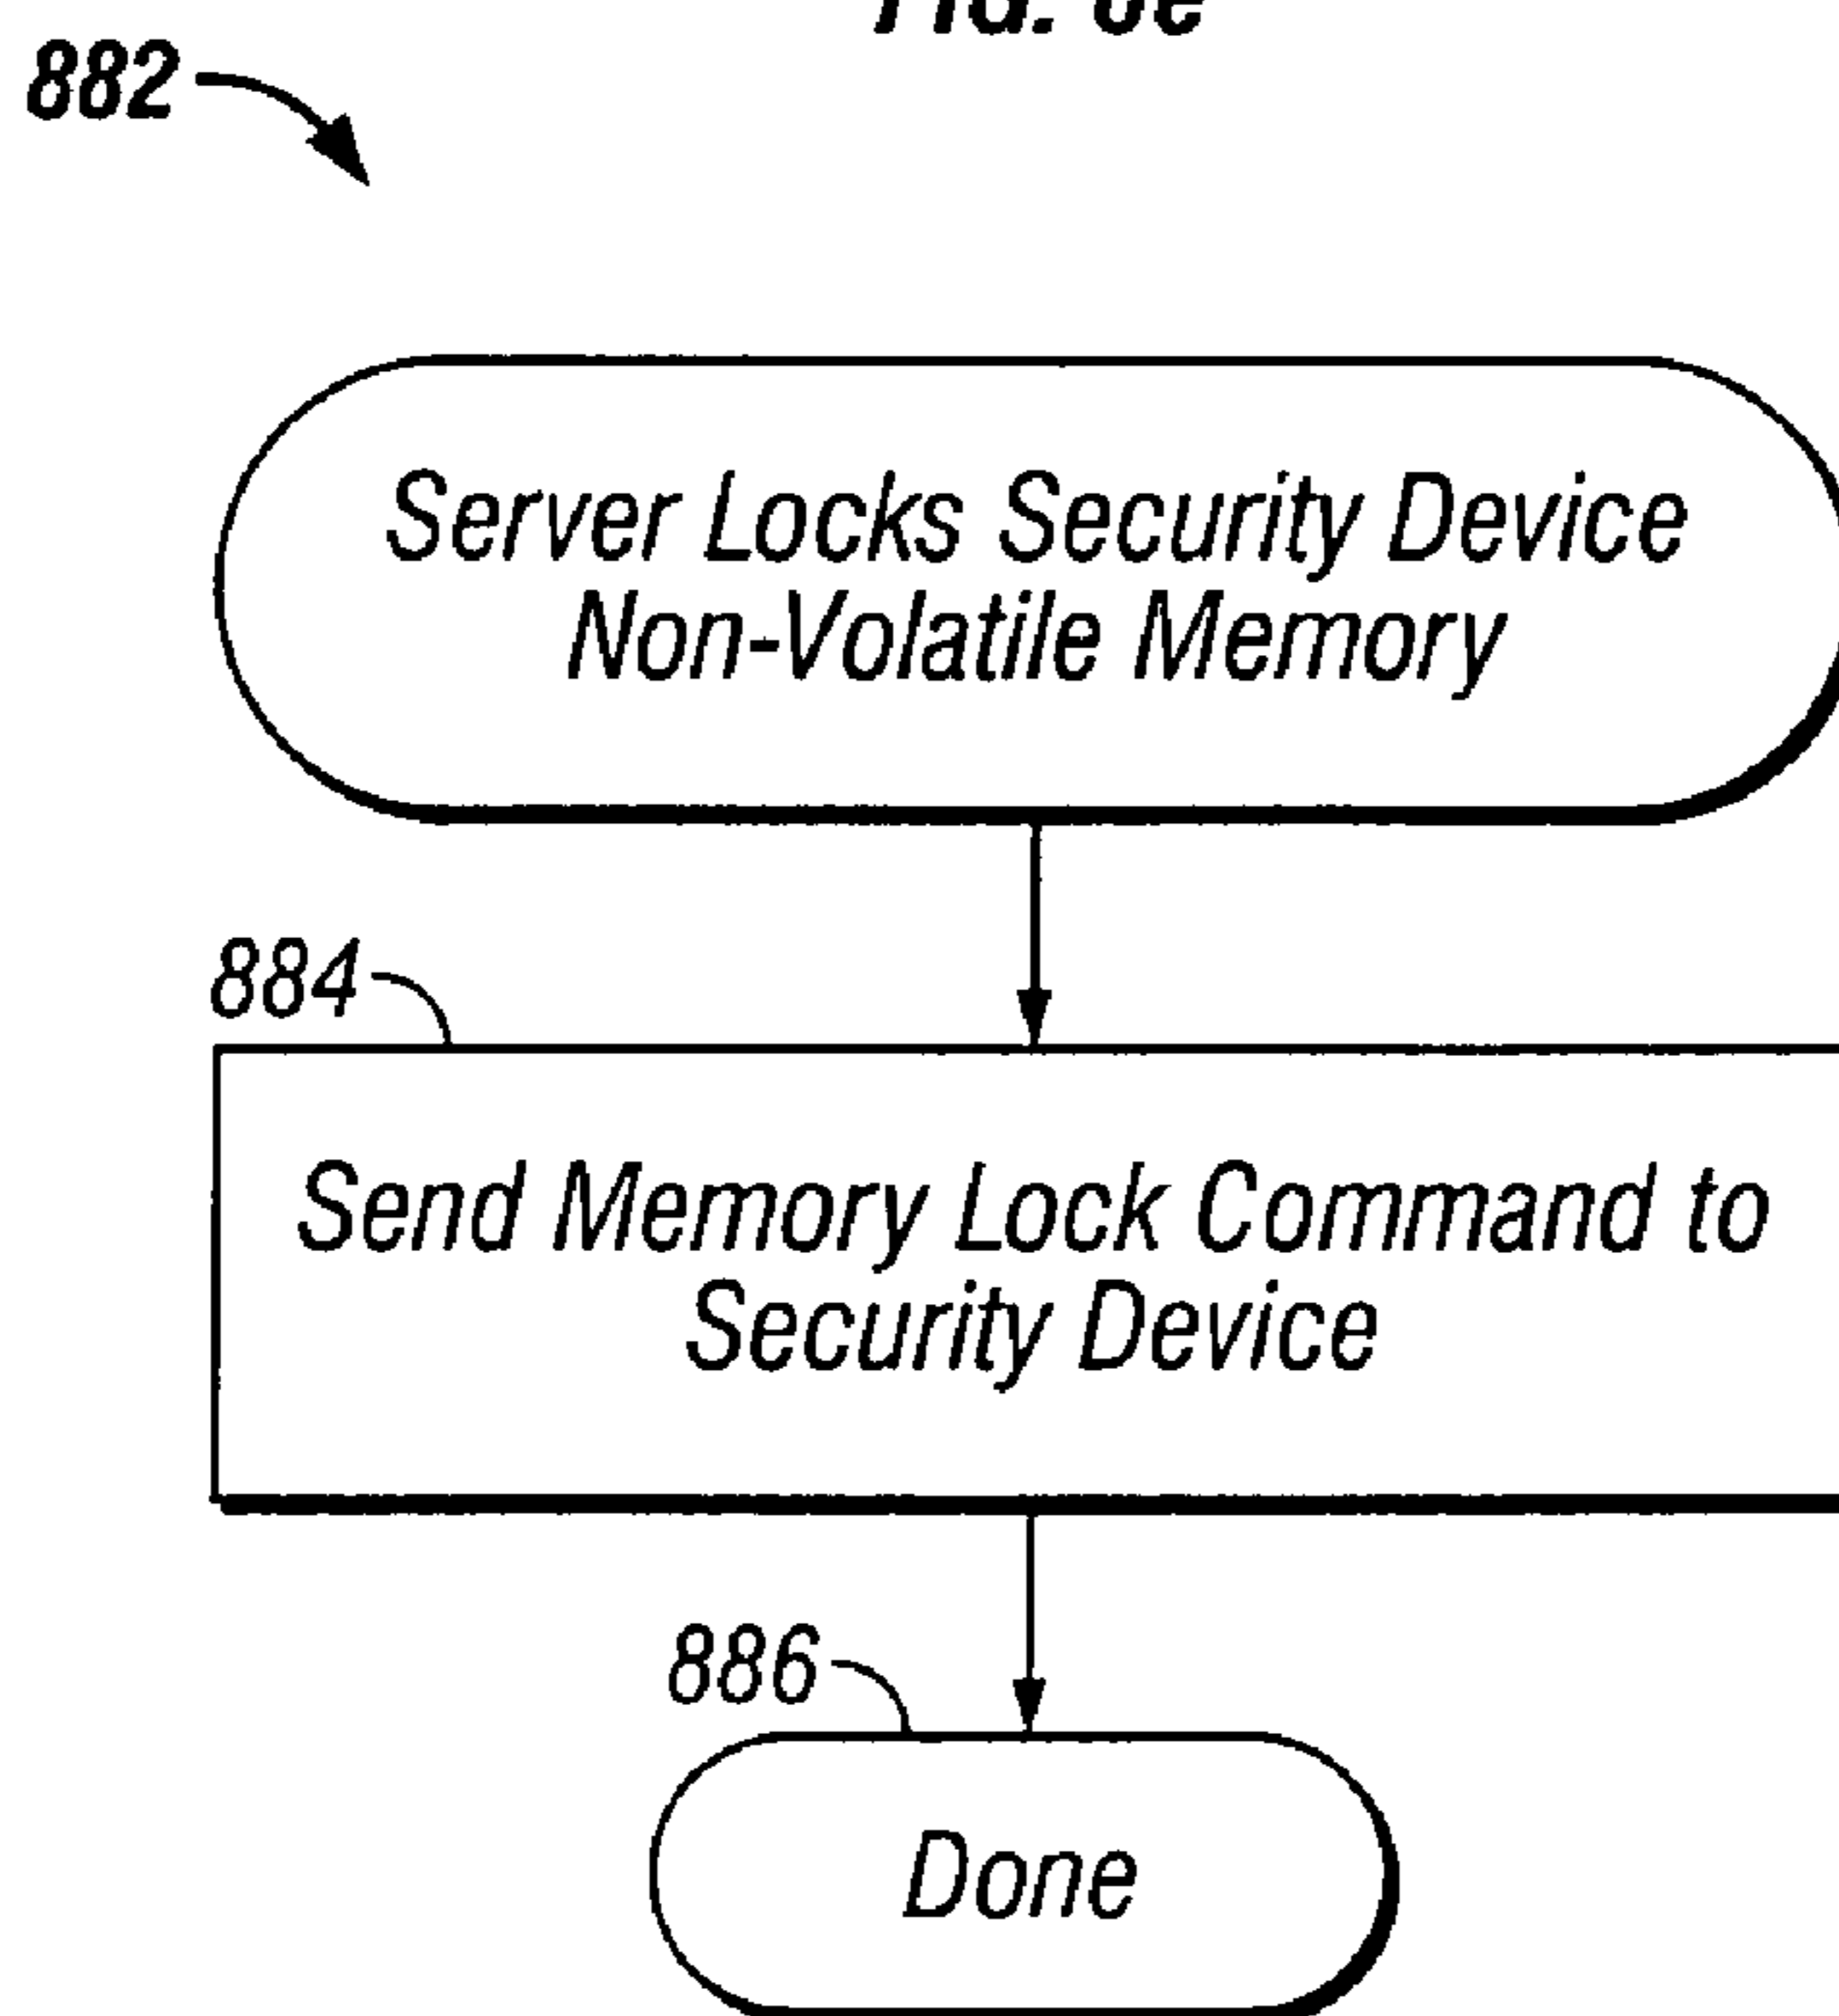 882
Server Locks Security Device
Non-Volatile Memory
884
Send Memory Lock Command to
Security Device
886
Done